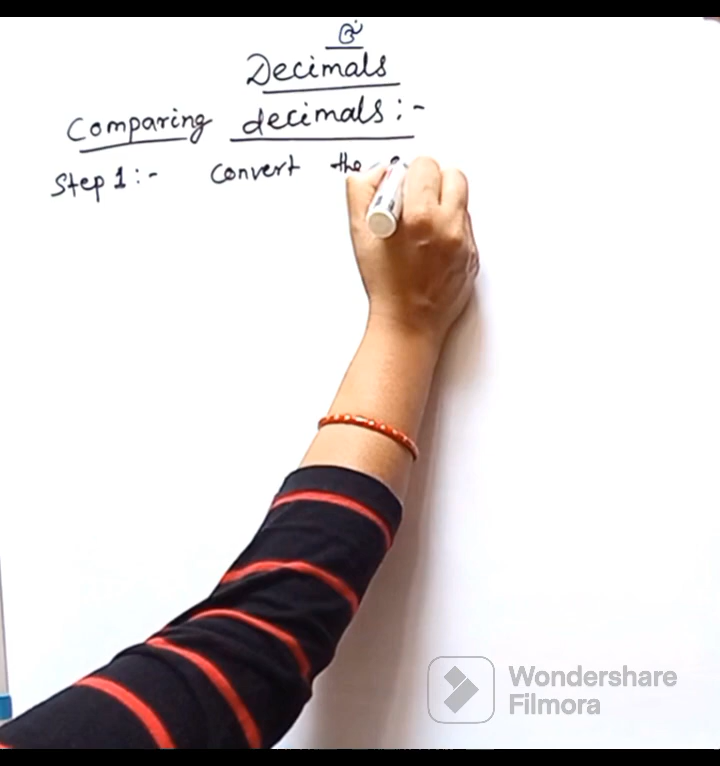 Decimals
Comparing decimals:-
Step 1:- Convert the
Wondershare
Filmora